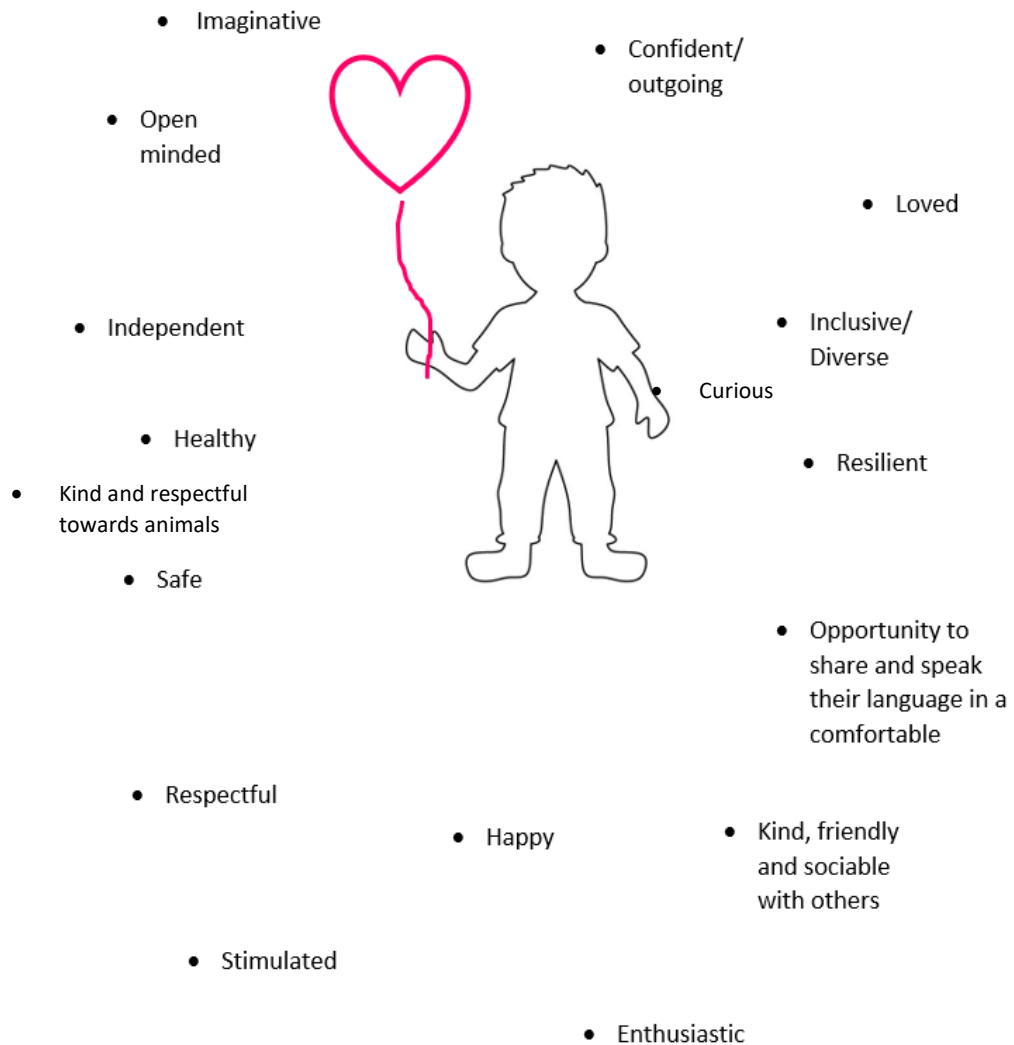 • Imaginative
• Confident/
outgoing
• Open
minded
• Loved
• Independent
• Inclusive/
Diverse
• Curious
• Healthy
• Resilient
• Kind and respectful
towards animals
• Safe
• Opportunity to
share and speak
their language in a
comfortable
• Respectful
• Happy
• Kind, friendly
and sociable
with others
• Stimulated
• Enthusiastic